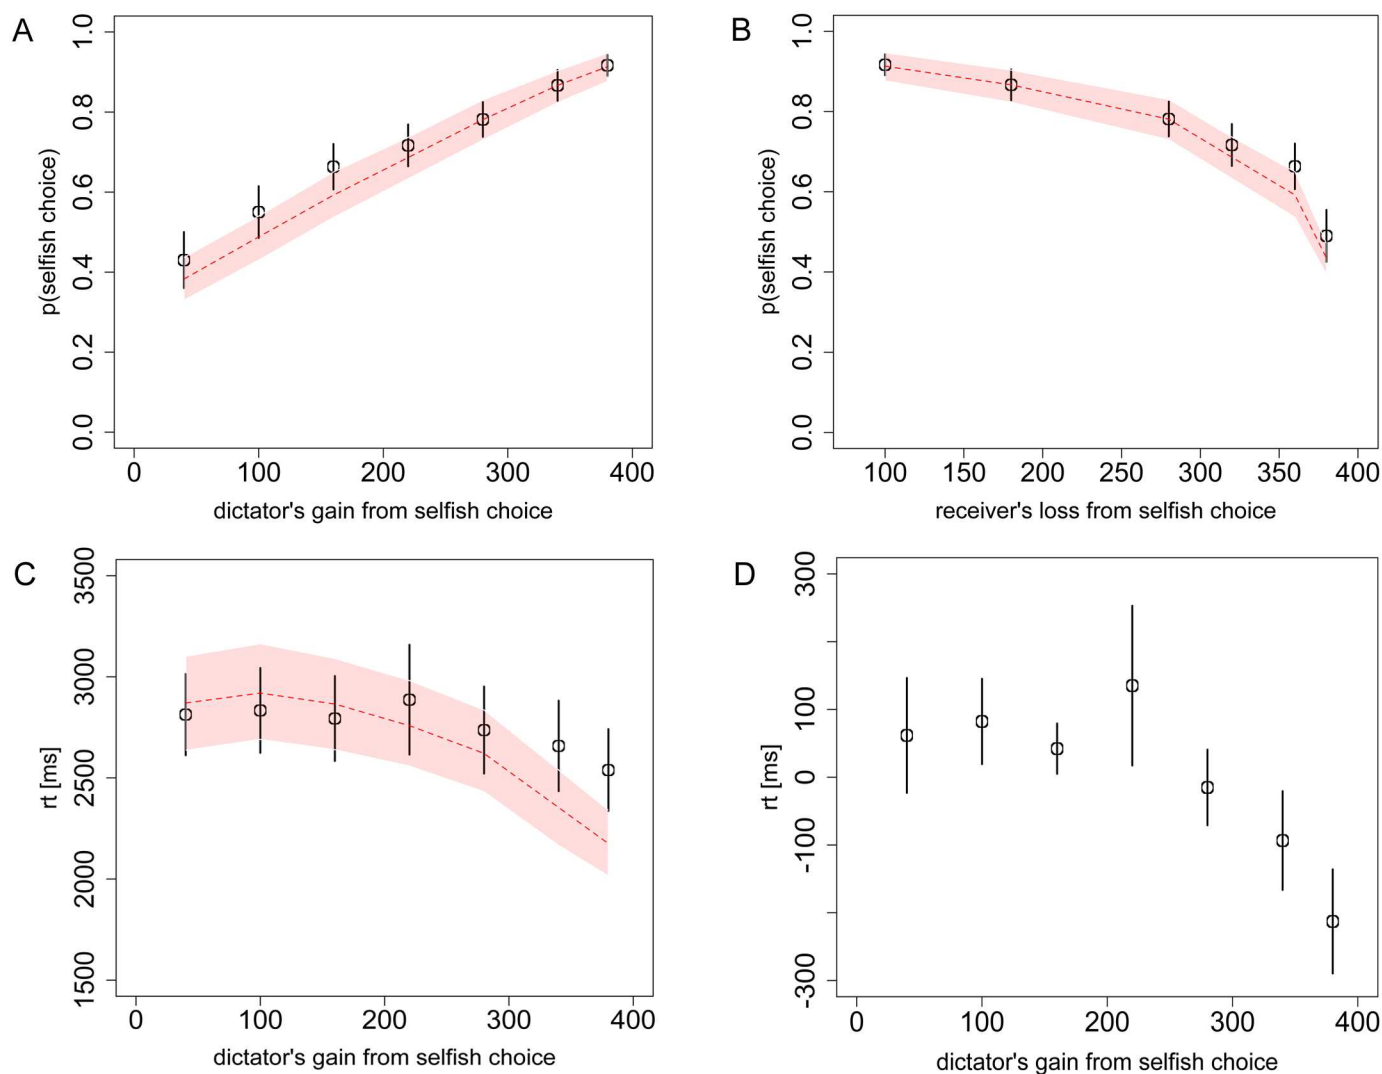 A
p(selfish choice)
0.0 0.2 0.4 0.6 0.8 1.0
0 100 200 300 400
dictator's gain from selfish choice
B
p(selfish choice)
0.0 0.2 0.4 0.6 0.8 1.0
100 150 200 250 300 350 400
receiver's loss from selfish choice
C
rt [ms]
1500 2000 2500 3000 3500
0 100 200 300 400
dictator's gain from selfish choice
D
rt [ms]
-300 -100 0 100 300
0 100 200 300 400
dictator's gain from selfish choice